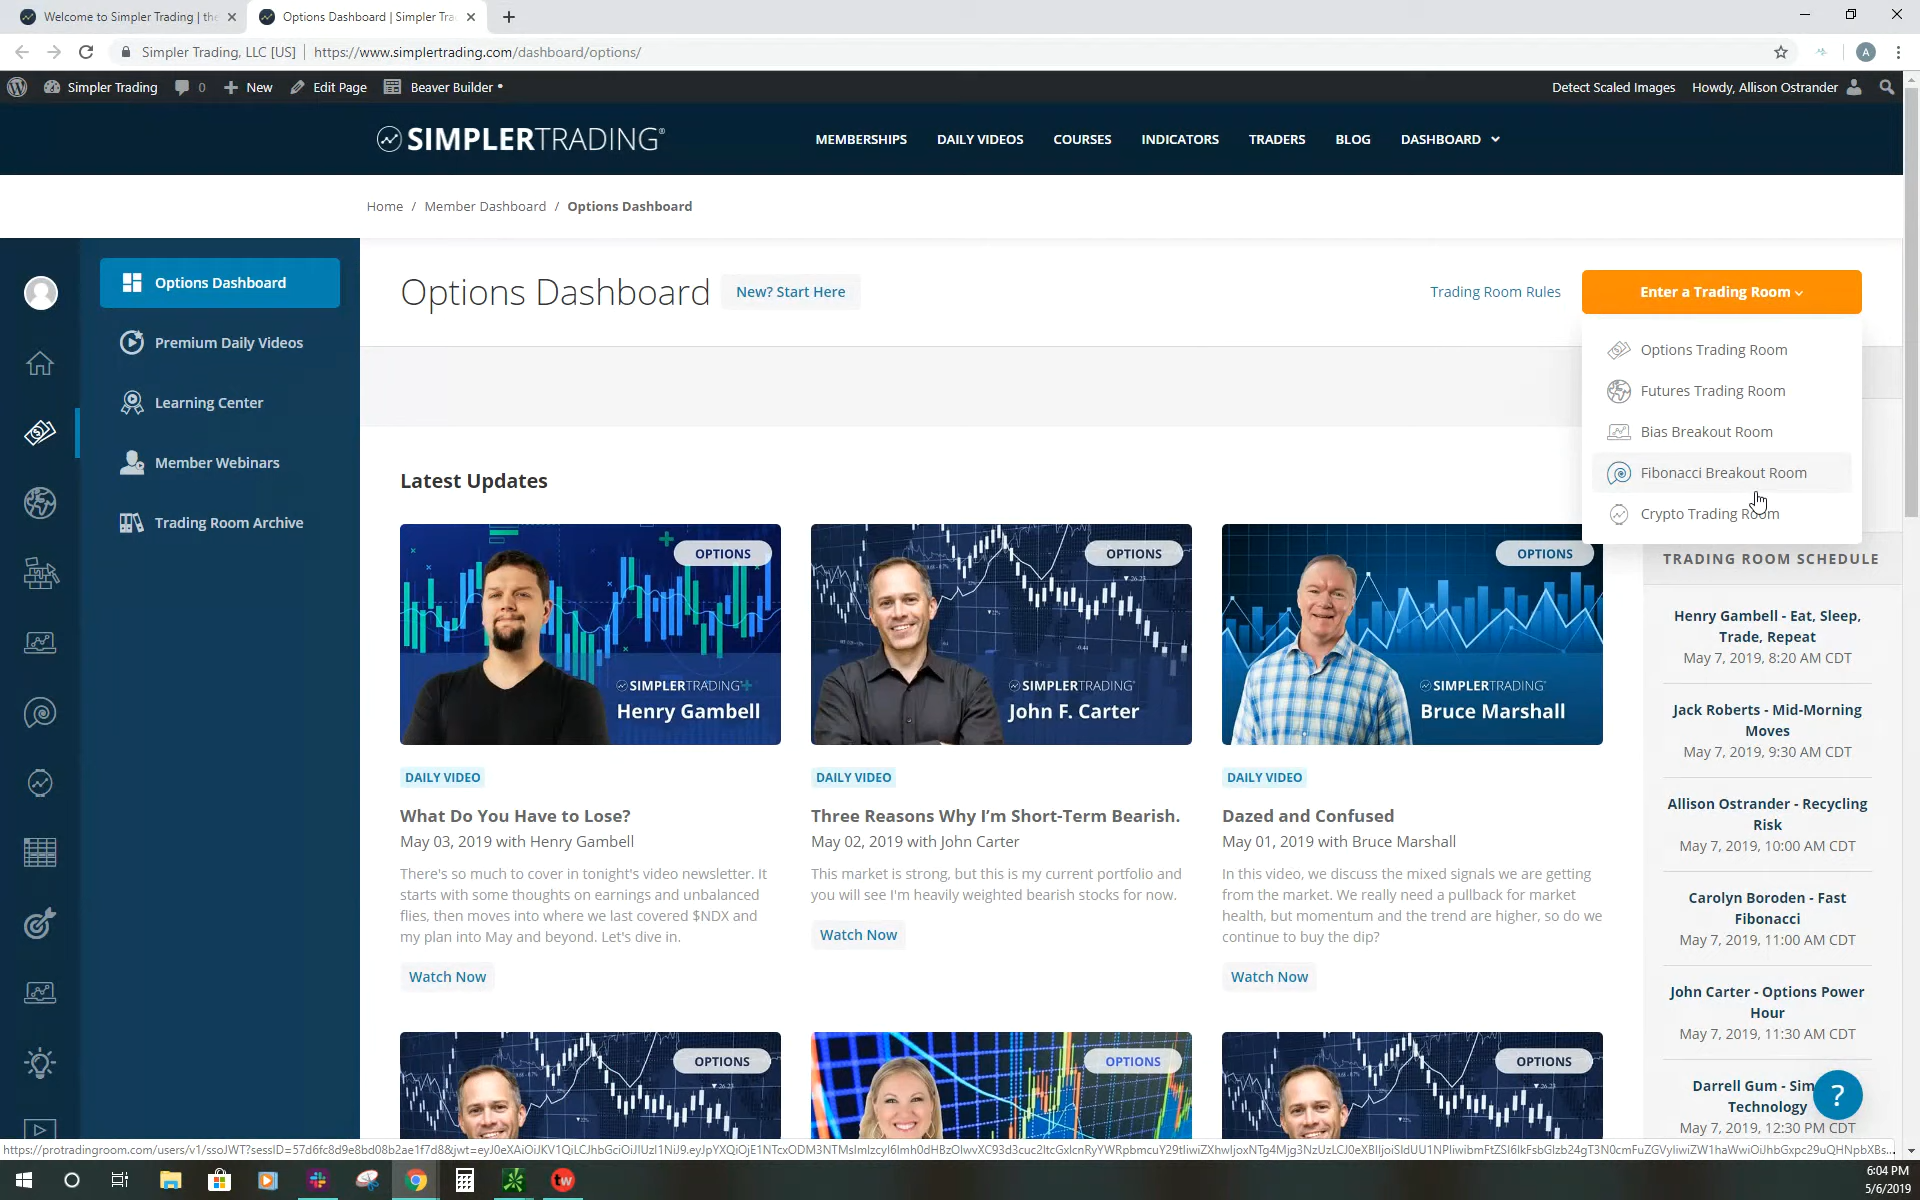 Welcome to Simpler Trading | the
Options Dashboard | Simpler Tra
Simpler Trading, LLC [US] | https://www.simplertrading.com/dashboard/options/
A
Simpler Trading
0
New
Edit Page
Beaver Builder
Detect Scaled Images
Howdy, Allison Ostrander
SIMPLERTRADING®
MEMBERSHIPS
DAILY VIDEOS
COURSES
INDICATORS
TRADERS
BLOG
DASHBOARD
Home / Member Dashboard / Options Dashboard
Options Dashboard
Premium Daily Videos
Learning Center
Member Webinars
Trading Room Archive
Options Dashboard
New? Start Here
Trading Room Rules
Enter a Trading Room
Options Trading Room
Futures Trading Room
Bias Breakout Room
Fibonacci Breakout Room
Crypto Trading Room
Latest Updates
OPTIONS
SIMPLERTRADING
Henry Gambell
DAILY VIDEO
What Do You Have to Lose?
May 03, 2019 with Henry Gambell
There's so much to cover in tonight's video newsletter. It
starts with some thoughts on earnings and unbalanced
flies, then moves into where we last covered $NDX and
my plan into May and beyond. Let's dive in.
Watch Now
OPTIONS
SIMPLERTRADING
John F. Carter
DAILY VIDEO
Three Reasons Why I’m Short-Term Bearish.
May 02, 2019 with John Carter
This market is strong, but this is my current portfolio and
you will see I'm heavily weighted bearish stocks for now.
Watch Now
OPTIONS
SIMPLERTRADING
Bruce Marshall
DAILY VIDEO
Dazed and Confused
May 01, 2019 with Bruce Marshall
In this video, we discuss the mixed signals we are getting
from the market. We really need a pullback for market
health, but momentum and the trend are higher, so do we
continue to buy the dip?
Watch Now
OPTIONS
OPTIONS
OPTIONS
TRADING ROOM SCHEDULE
Henry Gambell - Eat, Sleep,
Trade, Repeat
May 7, 2019, 8:20 AM CDT
Jack Roberts - Mid-Morning
Moves
May 7, 2019, 9:30 AM CDT
Allison Ostrander - Recycling
Risk
May 7, 2019, 10:00 AM CDT
Carolyn Boroden - Fast
Fibonacci
May 7, 2019, 11:00 AM CDT
John Carter - Options Power
Hour
May 7, 2019, 11:30 AM CDT
Darrell Gum - Sim
Technology
May 7, 2019, 12:30 PM CDT
?
tw
6:04 PM
5/6/2019